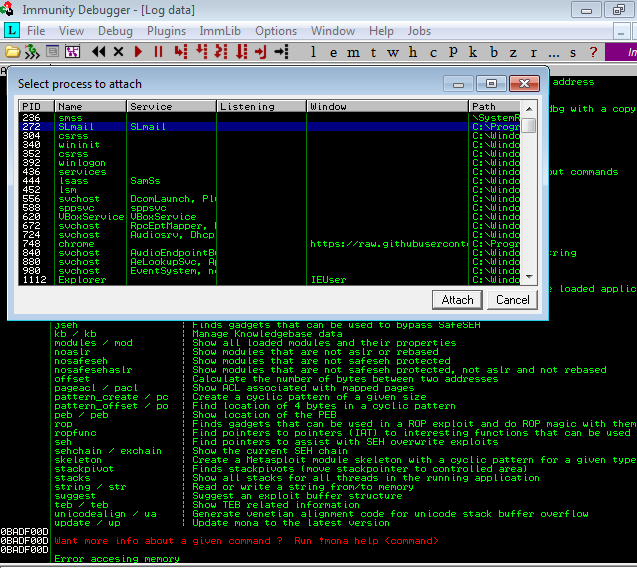 Immunity Debugger - [Log data]
L File View Debug Plugins ImmLib Options Window Help Jobs
l e m t w h c p k b z r ... s ?
address
Select process to attach
dbg with a copy
PID Name Service Listening Window Path
236 smss \SystemR
272 SLmail SLmail C:\Progr
304 csrss C:\Windo
340 wininit C:\Windo
352 csrss C:\Windo
392 winlogon C:\Windo
436 services C:\Windo
out commands
444 lsass SamSs C:\Windo
452 lsm C:\Windo
556 svchost DcomLaunch, Pl C:\Windo
588 sppsvc sppsvc C:\Windo
620 VBoxService VBoxService C:\Windo
672 svchost RpcEptMapper, C:\Windo
724 svchost Audiosrv, Dhcp C:\Windo
748 chrome https://raw.githubusercont C:\Progr
840 svchost AudioEndpointB C:\Windo
string
880 svchost AeLookupSvc, A C:\Windo
980 svchost EventSystem, n C:\Windo
1112 Explorer IEUser C:\Windo
e loaded applic
Attach Cancel
jseh | Finds gadgets that can be used to bypass SafeSEH
kb / kb | Manage Knowledgebase data
modules / mod | Show all loaded modules and their properties
noaslr | Show modules that are not aslr or rebased
nosafeseh | Show modules that are not safeseh protected
nosafesehaslr | Show modules that are not safeseh protected, not aslr and not rebased
offset | Calculate the number of bytes between two addresses
pageacl / pacl | Show ACL associated with mapped pages
pattern_create / pc | Create a cyclic pattern of a given size
pattern_offset / po | Find location of 4 bytes in a cyclic pattern
peb / peb | Show location of the PEB
rop | Finds gadgets that can be used in a ROP exploit and do ROP magic with them
ropfunc | Find pointers to pointers (IAT) to interesting functions that can be used
seh | Find pointers to assist with SEH overwrite exploits
sehchain / exchain | Show the current SEH chain
skeleton | Create a Metasploit module skeleton with a cyclic pattern for a given type
stackpivot | Finds stackpivots (move stackpointer to controlled area)
stacks | Show all stacks for all threads in the running application
string / str | Read or write a string from/to memory
suggest | Suggest an exploit buffer structure
teb / teb | Show TEB related information
unicodealign / ua | Generate venetian alignment code for unicode stack buffer overflow
update / up | Update mona to the latest version
0BADF00D
0BADF00D Want more info about a given command ? Run !mona help <command>
0BADF00D
Error accesing memory